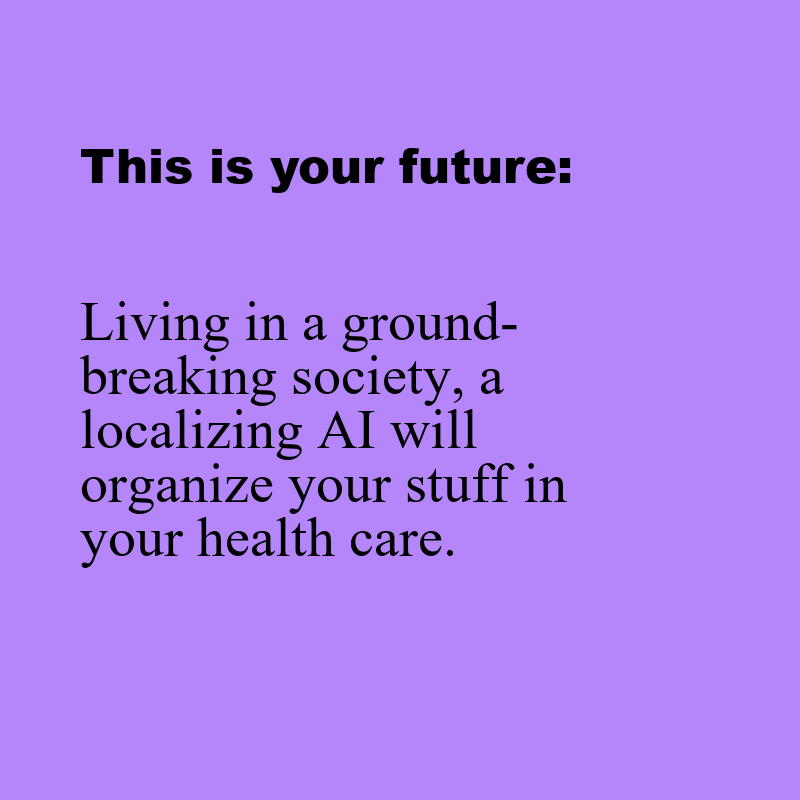 This is your future:
Living in a ground-
breaking society, a
localizing AI will
organize your stuff in
your health care.